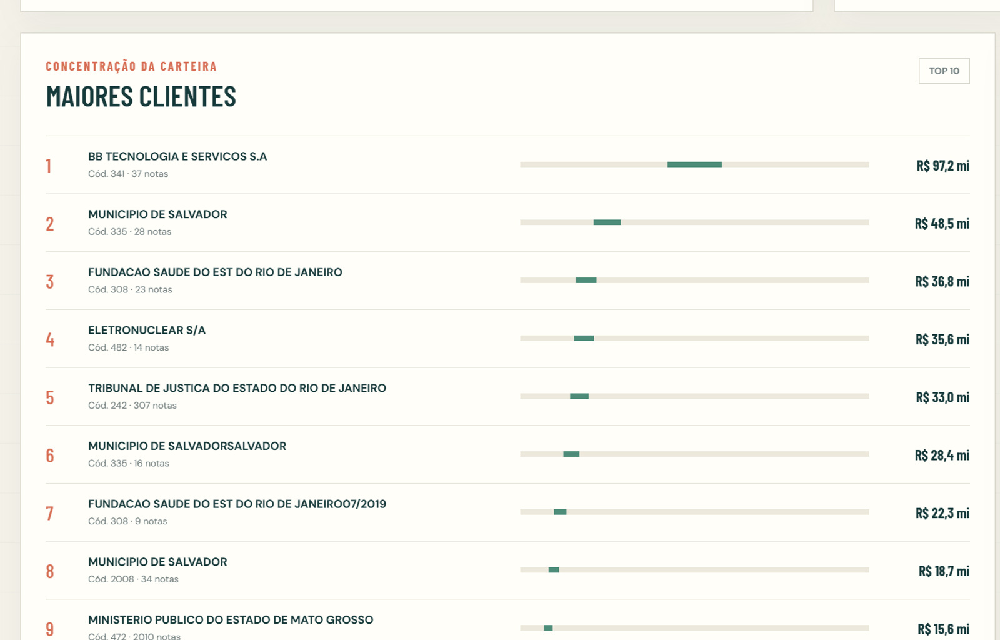 CONCENTRAÇÃO DA CARTEIRA
MAIORES CLIENTES
TOP 10
1
BB TECNOLOGIA E SERVICOS S.A
Cód. 341 · 37 notas
R$ 97,2 mi
2
MUNICIPIO DE SALVADOR
Cód. 335 · 28 notas
R$ 48,5 mi
3
FUNDACAO SAUDE DO EST DO RIO DE JANEIRO
Cód. 308 · 23 notas
R$ 36,8 mi
4
ELETRONUCLEAR S/A
Cód. 482 · 14 notas
R$ 35,6 mi
5
TRIBUNAL DE JUSTICA DO ESTADO DO RIO DE JANEIRO
Cód. 242 · 307 notas
R$ 33,0 mi
6
MUNICIPIO DE SALVADORSALVADOR
Cód. 335 · 16 notas
R$ 28,4 mi
7
FUNDACAO SAUDE DO EST DO RIO DE JANEIRO07/2019
Cód. 308 · 9 notas
R$ 22,3 mi
8
MUNICIPIO DE SALVADOR
Cód. 2008 · 34 notas
R$ 18,7 mi
9
MINISTERIO PUBLICO DO ESTADO DE MATO GROSSO
Cód. 472 · 2010 notas
R$ 15,6 mi